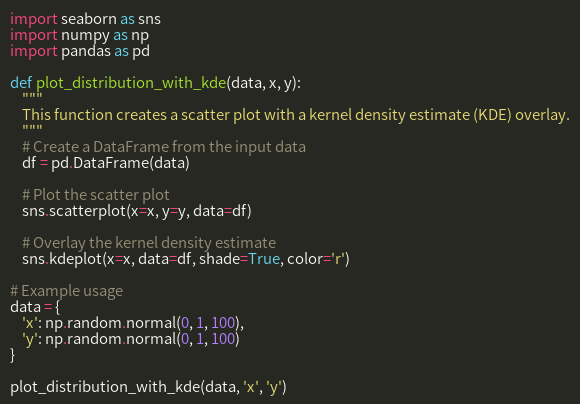 import seaborn as sns
import numpy as np
import pandas as pd
def plot_distribution_with_kde(data, x, y):
"""
This function creates a scatter plot with a kernel density estimate (KDE) overlay.
"""
# Create a DataFrame from the input data
df = pd.DataFrame(data)
# Plot the scatter plot
sns.scatterplot(x=x, y=y, data=df)
# Overlay the kernel density estimate
sns.kdeplot(x=x, data=df, shade=True, color='r')
# Example usage
data = {
'x': np.random.normal(0, 1, 100),
'y': np.random.normal(0, 1, 100)
}
plot_distribution_with_kde(data, 'x', 'y')